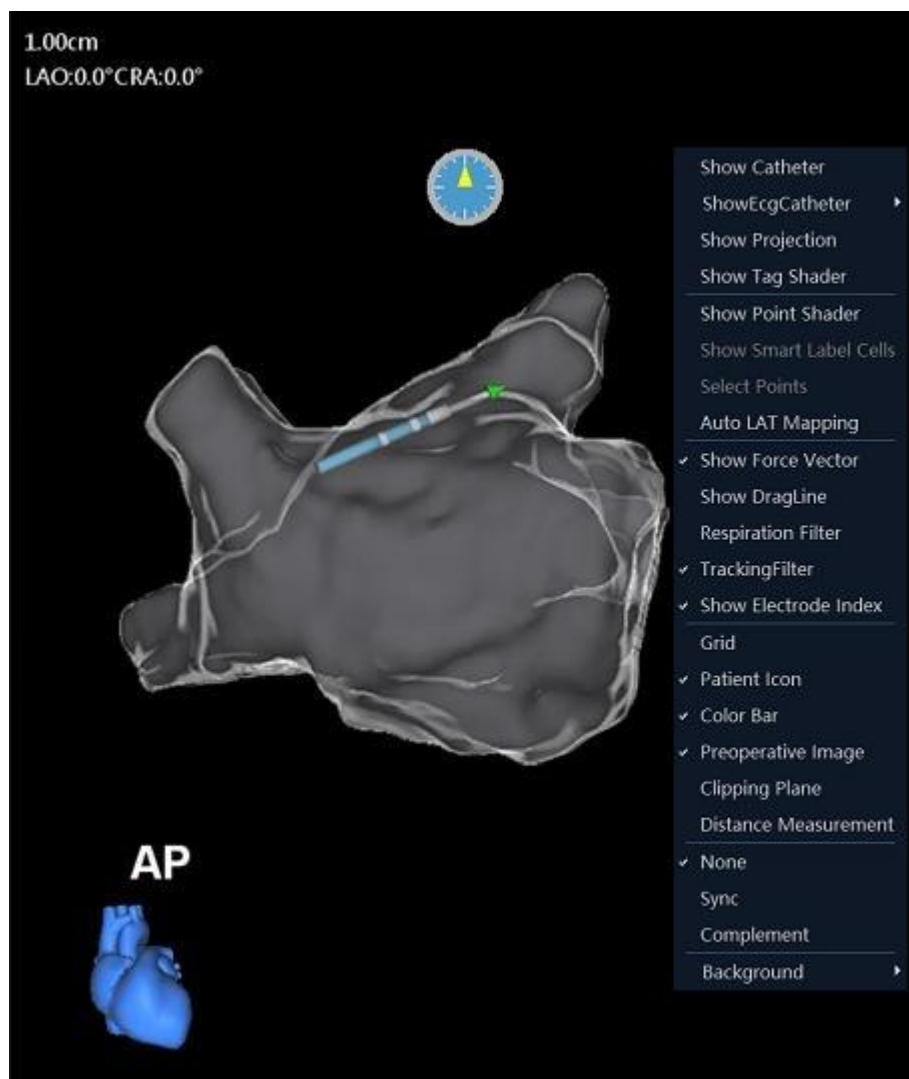 1.00cm
LAO:0.0°CRA:0.0°
Show Catheter
ShowEcgCatheter
Show Projection
Show Tag Shader
Show Point Shader
Show Smart Label Cells
Select Points
Auto LAT Mapping
Show Force Vector
Show DragLine
Respiration Filter
TrackingFilter
Show Electrode Index
Grid
Patient Icon
Color Bar
Preoperative Image
Clipping Plane
Distance Measurement
None
Sync
Complement
Background
AP